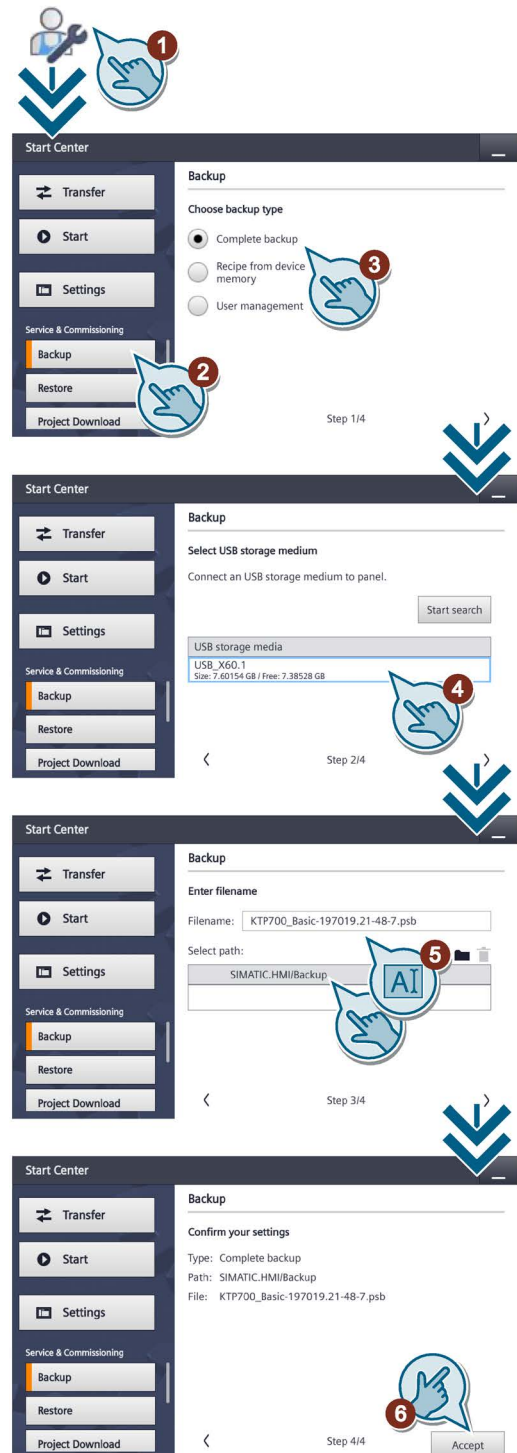 1
Start Center
Transfer
Start
Settings
Service & Commissioning
Backup
Restore
Project Download
Backup
Choose backup type
Complete backup
Recipe from device
memory
User management
3
2
Step 1/4
Start Center
Transfer
Start
Settings
Service & Commissioning
Backup
Restore
Project Download
Backup
Select USB storage medium
Connect an USB storage medium to panel.
Start search
USB storage media
USB_X60.1
Size: 7.60154 GB / Free: 7.38528 GB
4
Step 2/4
Start Center
Transfer
Start
Settings
Service & Commissioning
Backup
Restore
Project Download
Backup
Enter filename
Filename: KTP700_Basic-197019.21-48-7.psb
Select path:
5
SIMATIC.HMI/Backup
A
Step 3/4
Start Center
Transfer
Start
Settings
Service & Commissioning
Backup
Restore
Project Download
Backup
Confirm your settings
Type: Complete backup
Path: SIMATIC.HMI/Backup
File: KTP700_Basic-197019.21-48-7.psb
6
Step 4/4
Accept